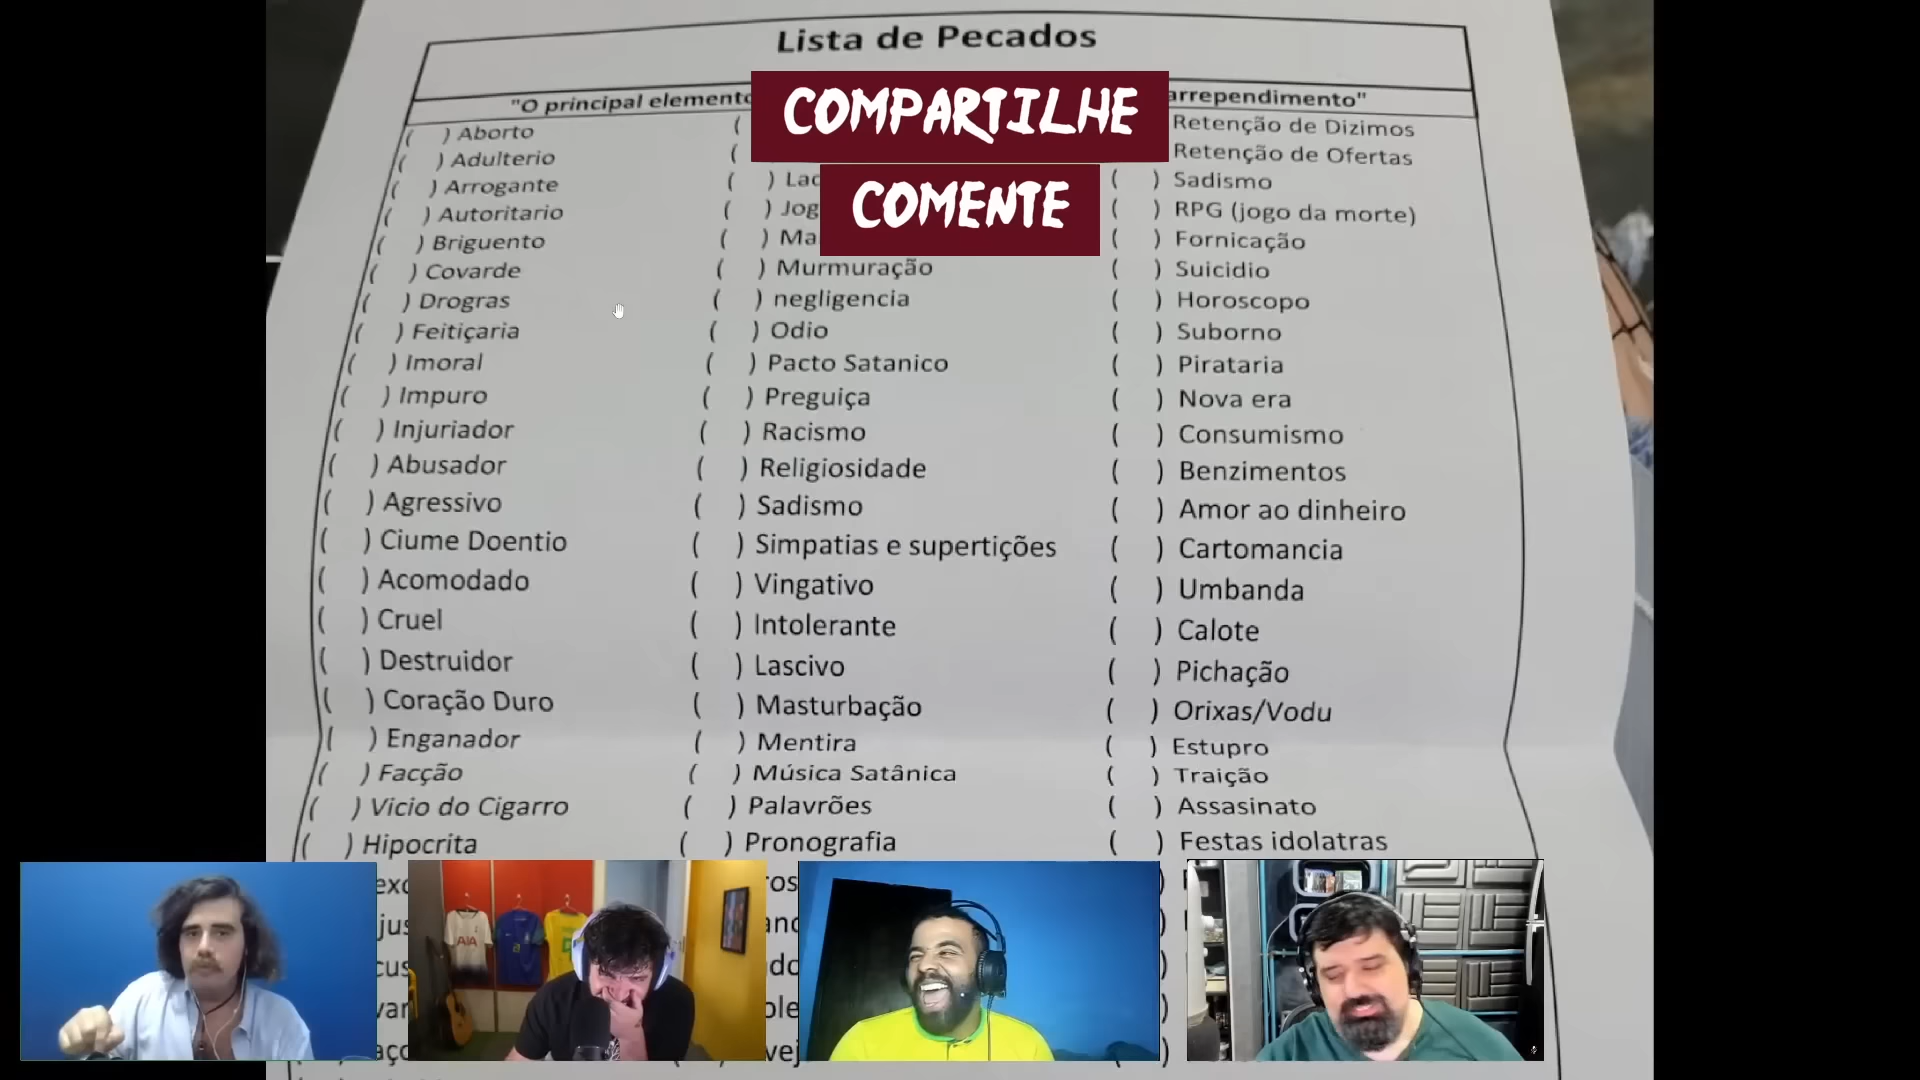 Lista de Pecados
"O principal elemento
arrependimento"
COMPARTILHE
COMENTE
( ) Aborto
( ) Adulterio
( ) Arrogante
( ) Autoritario
( ) Briguento
( ) Covarde
( ) Drogras
( ) Feitiçaria
( ) Imoral
( ) Impuro
( ) Injuriador
( ) Abusador
( ) Agressivo
( ) Ciume Doentio
( ) Acomodado
( ) Cruel
( ) Destruidor
( ) Coração Duro
( ) Enganador
( ) Facção
( ) Vicio do Cigarro
( ) Hipocrita
( ) Murmuração
( ) negligencia
( ) Odio
( ) Pacto Satanico
( ) Preguiça
( ) Racismo
( ) Religiosidade
( ) Sadismo
( ) Simpatias e supertições
( ) Vingativo
( ) Intolerante
( ) Lascivo
( ) Masturbação
( ) Mentira
( ) Música Satânica
( ) Palavrões
( ) Pronografia
Retenção de Dizimos
Retenção de Ofertas
( ) Sadismo
( ) RPG (jogo da morte)
( ) Fornicação
( ) Suicidio
( ) Horoscopo
( ) Suborno
( ) Pirataria
( ) Nova era
( ) Consumismo
( ) Benzimentos
( ) Amor ao dinheiro
( ) Cartomancia
( ) Umbanda
( ) Calote
( ) Pichação
( ) Orixas/Vodu
( ) Estupro
( ) Traição
( ) Assasinato
( ) Festas idolatras
AIA